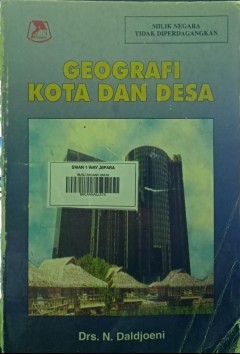 MILIK NEGARA
TIDAK DIPERDAGANGKAN
GEOGRAFI
KOTA DAN DESA
Drs. N. Daldjoeni